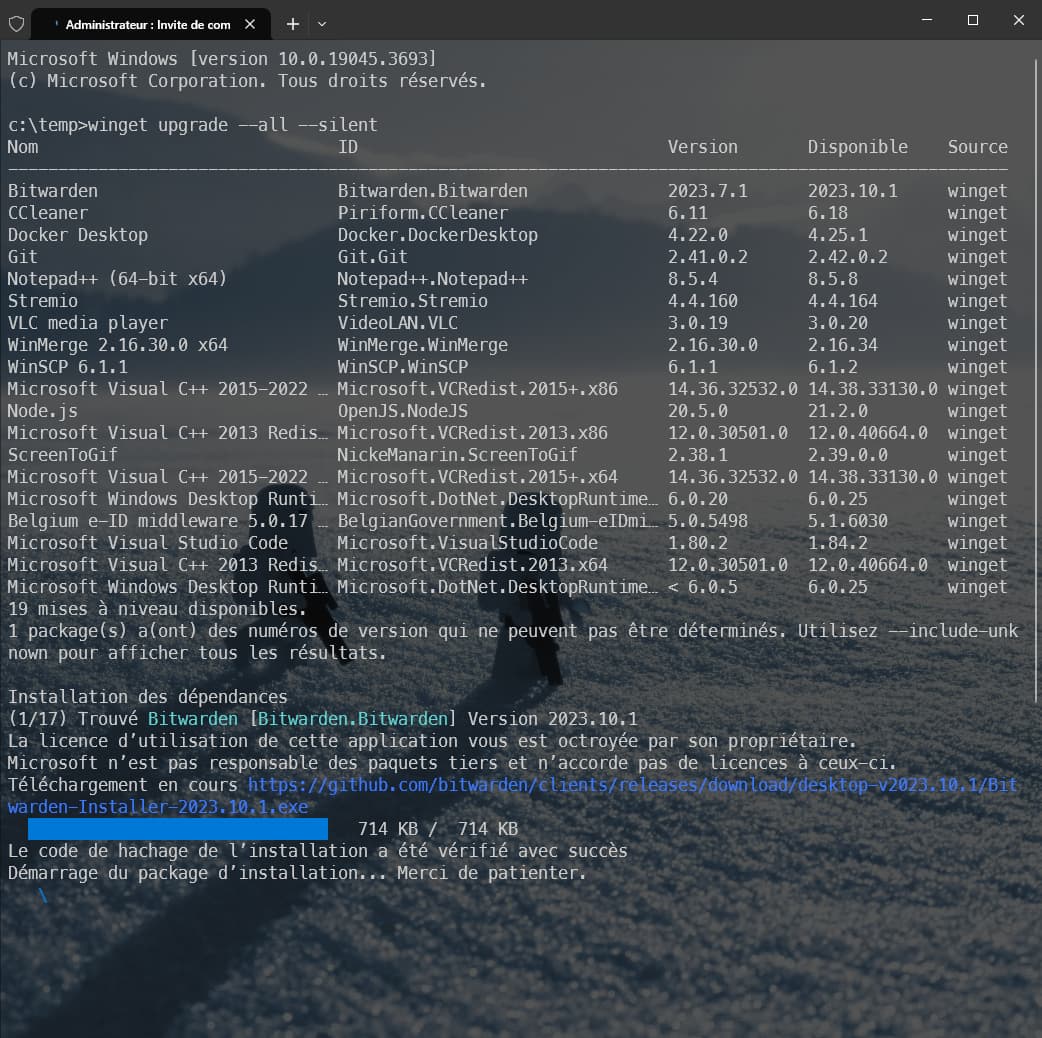 Administrateur : Invite de com
Microsoft Windows [version 10.0.19045.3693]
(c) Microsoft Corporation. Tous droits réservés.
c:\temp>winget upgrade --all --silent
Nom ID Version Disponible Source
----------------------------------------------------------------------------------------------------
Bitwarden Bitwarden.Bitwarden 2023.7.1 2023.10.1 winget
CCleaner Piriform.CCleaner 6.11 6.18 winget
Docker Desktop Docker.DockerDesktop 4.22.0 4.25.1 winget
Git Git.Git 2.41.0.2 2.42.0.2 winget
Notepad++ (64-bit x64) Notepad++.Notepad++ 8.5.4 8.5.8 winget
Stremio Stremio.Stremio 4.4.160 4.4.164 winget
VLC media player VideoLAN.VLC 3.0.19 3.0.20 winget
WinMerge 2.16.30.0 x64 WinMerge.WinMerge 2.16.30.0 2.16.34 winget
WinSCP 6.1.1 WinSCP.WinSCP 6.1.1 6.1.2 winget
Microsoft Visual C++ 2015-2022 … Microsoft.VCRedist.2015+.x86 14.36.32532.0 14.38.33130.0 winget
Node.js OpenJS.NodeJS 20.5.0 21.2.0 winget
Microsoft Visual C++ 2013 Redis… Microsoft.VCRedist.2013.x86 12.0.30501.0 12.0.40664.0 winget
ScreenToGif NickeManarin.ScreenToGif 2.38.1 2.39.0.0 winget
Microsoft Visual C++ 2015-2022 … Microsoft.VCRedist.2015+.x64 14.36.32532.0 14.38.33130.0 winget
Microsoft Windows Desktop Runti… Microsoft.DotNet.DesktopRuntime… 6.0.20 6.0.25 winget
Belgium e-ID middleware 5.0.17 … BelgianGovernment.Belgium-eIDmi… 5.0.5498 5.1.6030 winget
Microsoft Visual Studio Code Microsoft.VisualStudioCode 1.80.2 1.84.2 winget
Microsoft Visual C++ 2013 Redis… Microsoft.VCRedist.2013.x64 12.0.30501.0 12.0.40664.0 winget
Microsoft Windows Desktop Runti… Microsoft.DotNet.DesktopRuntime… < 6.0.5 6.0.25 winget
19 mises à niveau disponibles.
1 package(s) a(ont) des numéros de version qui ne peuvent pas être déterminés. Utilisez --include-unk
nown pour afficher tous les résultats.
Installation des dépendances
(1/17) Trouvé Bitwarden [Bitwarden.Bitwarden] Version 2023.10.1
La licence d’utilisation de cette application vous est octroyée par son propriétaire.
Microsoft n’est pas responsable des paquets tiers et n’accorde pas de licences à ceux-ci.
Téléchargement en cours https://github.com/bitwarden/clients/releases/download/desktop-v2023.10.1/Bit
warden-Installer-2023.10.1.exe
714 KB / 714 KB
Le code de hachage de l’installation a été vérifié avec succès
Démarrage du package d’installation... Merci de patienter.
\